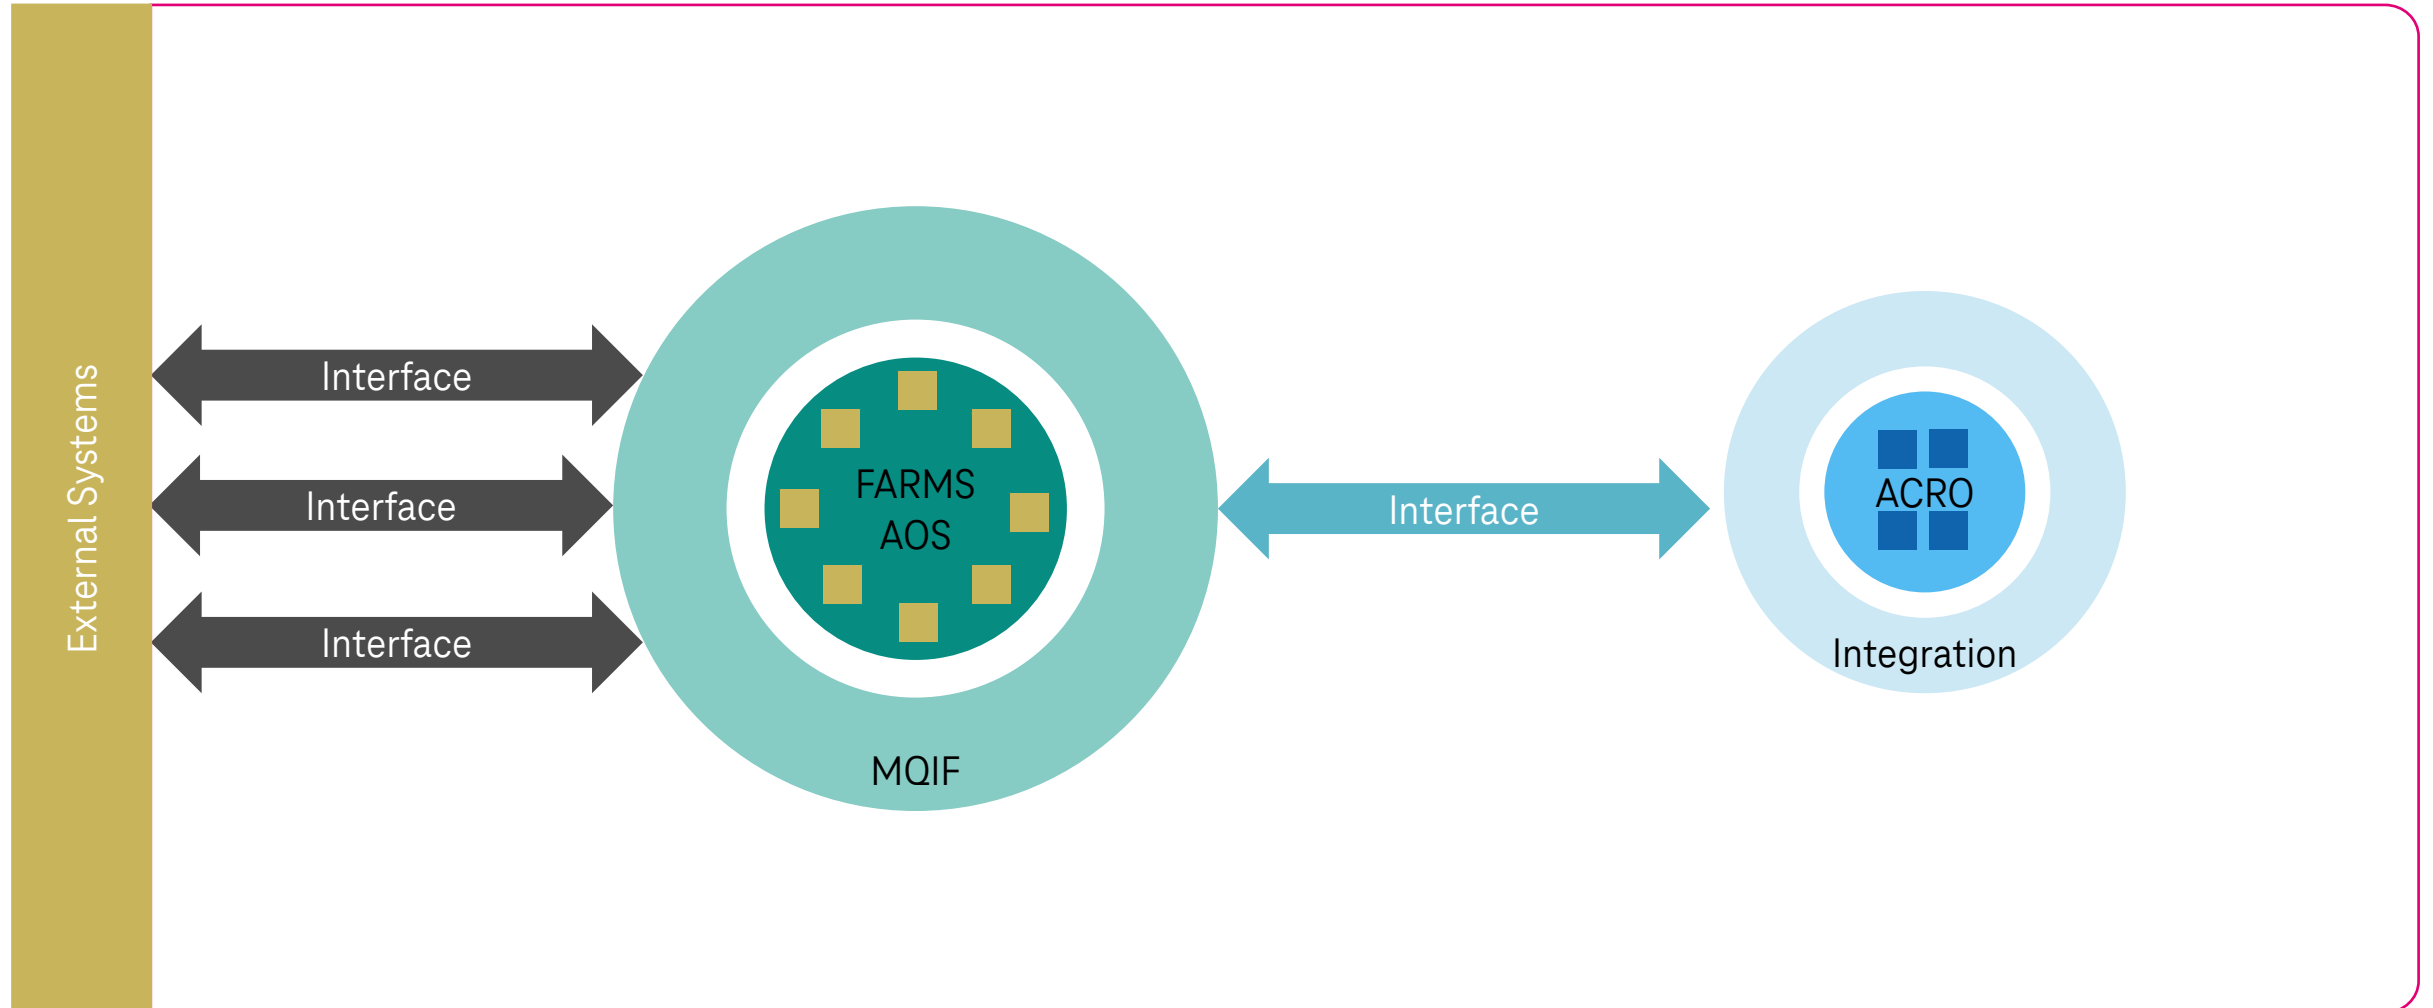 External Systems
Interface
Interface
Interface
FARMS
AOS
MQIF
Interface
ACRO
Integration